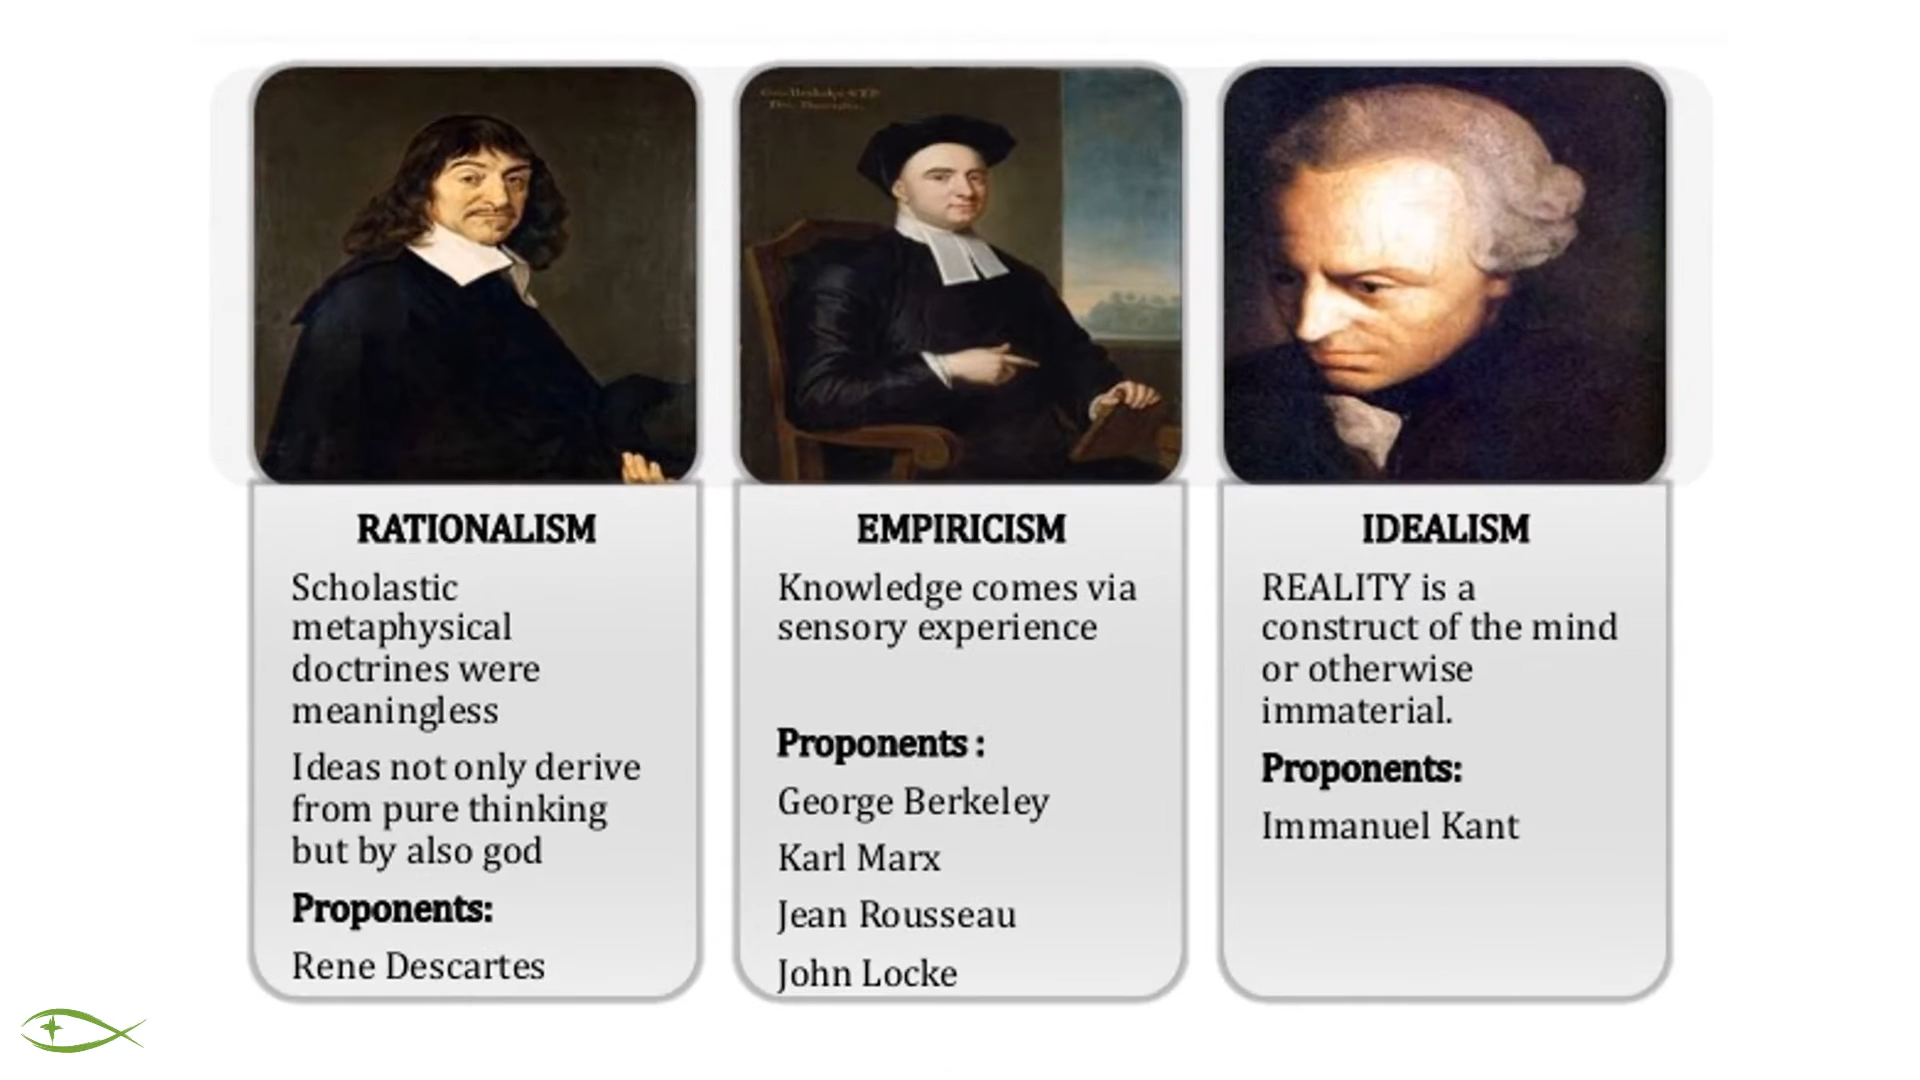 RATIONALISM
Scholastic
metaphysical
doctrines were
meaningless
Ideas not only derive
from pure thinking
but by also god
Proponents:
Rene Descartes
EMPIRICISM
Knowledge comes via
sensory experience
Proponents :
George Berkeley
Karl Marx
Jean Rousseau
John Locke
IDEALISM
REALITY is a
construct of the mind
or otherwise
immaterial.
Proponents:
Immanuel Kant